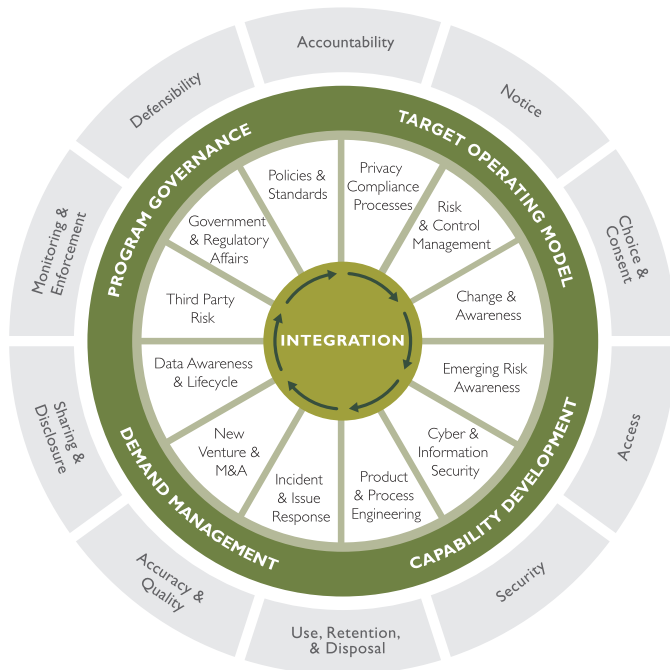 Accountability
Notice
Choice &
Consent
Access
Security
Use, Retention,
& Disposal
Accuracy &
Quality
Sharing &
Disclosure
Monitoring &
Enforcement
Defensibility
PROGRAM GOVERNANCE
TARGET OPERATING MODEL
CAPABILITY DEVELOPMENT
DEMAND MANAGEMENT
Privacy
Compliance
Processes
Risk
& Control
Management
Change &
Awareness
Emerging Risk
Awareness
Cyber &
Information
Security
Product
& Process
Engineering
Incident
& Issue
Response
New
Venture &
M&A
Data Awareness
& Lifecycle
Third Party
Risk
Government
& Regulatory
Affairs
Policies &
Standards
INTEGRATION